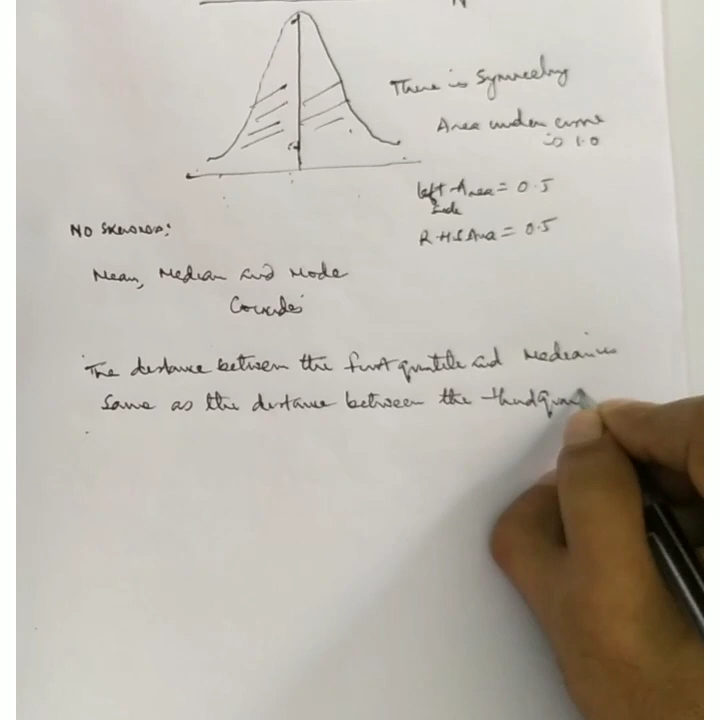 There is Symmetry
Area under curve
is 1.0
left Area = 0.5
Side
R.H.S Area = 0.5
NO SKEWNESS:
Mean, Median and Mode
Coincides
The distance between the first quartile and Median is
same as the distance between the third